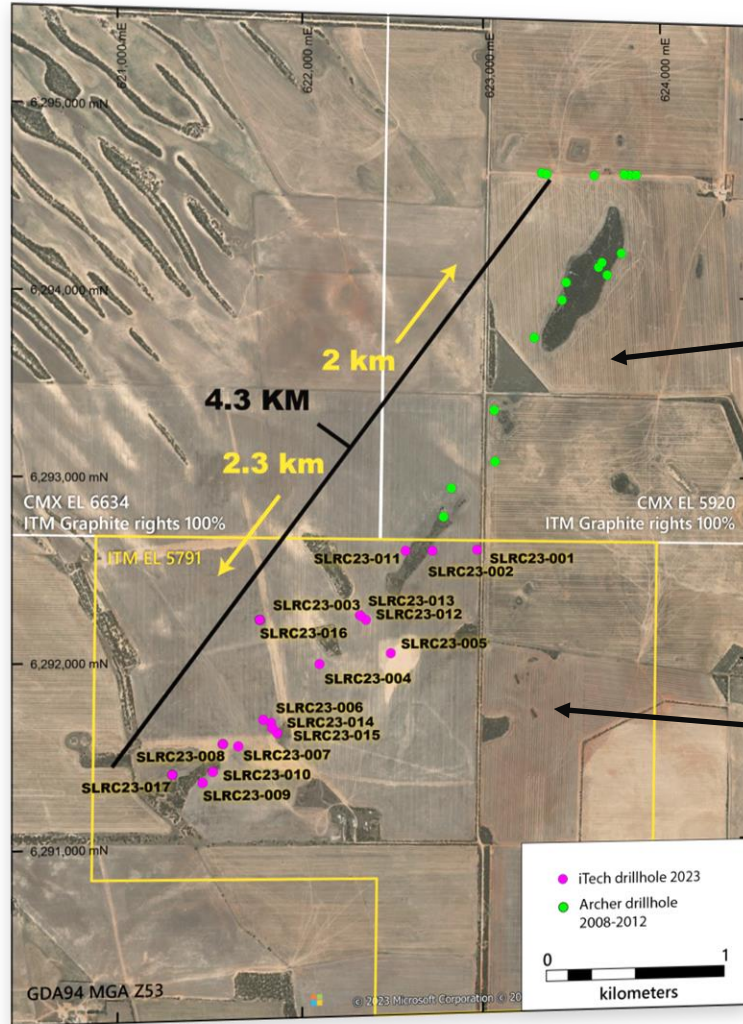 621,000 mE
622,000 mE
623,000 mE
624,000 mE
6,295,000 mN
6,294,000 mN
2 km
4.3 KM
2.3 km
6,293,000 mN
CMX EL 6634
ITM Graphite rights 100%
CMX EL 5920
ITM Graphite rights 100%
ITM EL 5791
SLRC23-011
SLRC23-001
SLRC23-002
SLRC23-003
SLRC23-013
SLRC23-012
SLRC23-016
SLRC23-005
6,292,000 mN
SLRC23-004
SLRC23-006
SLRC23-014
SLRC23-015
SLRC23-008
SLRC23-007
SLRC23-010
SLRC23-017
SLRC23-009
6,291,000 mN
iTech drillhole 2023
Archer drillhole
2008-2012
0
1
kilometers
GDA94 MGA Z53
© 2023 Microsoft Corporation © 20